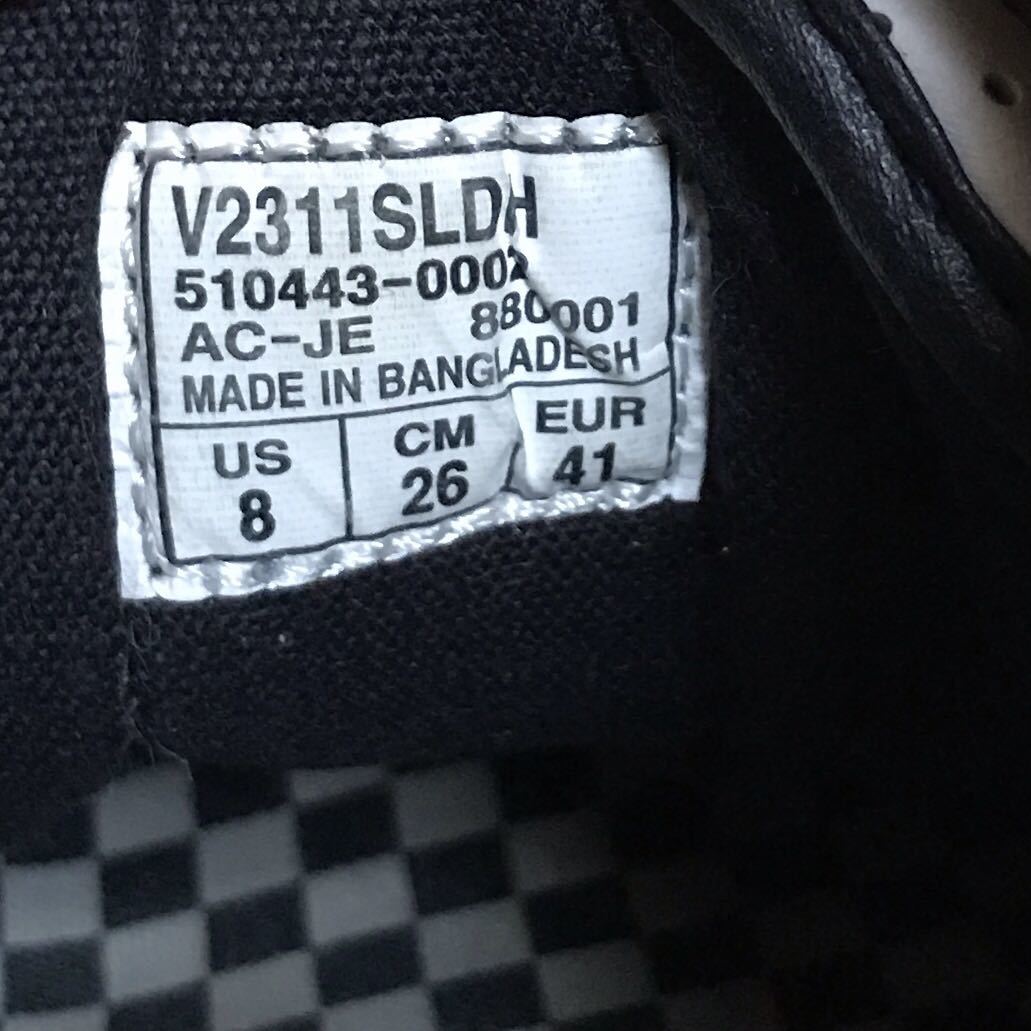 V2311SLDH
510443-0002
AC-JE 880001
MADE IN BANGLADESH
US CM EUR
8 26 41